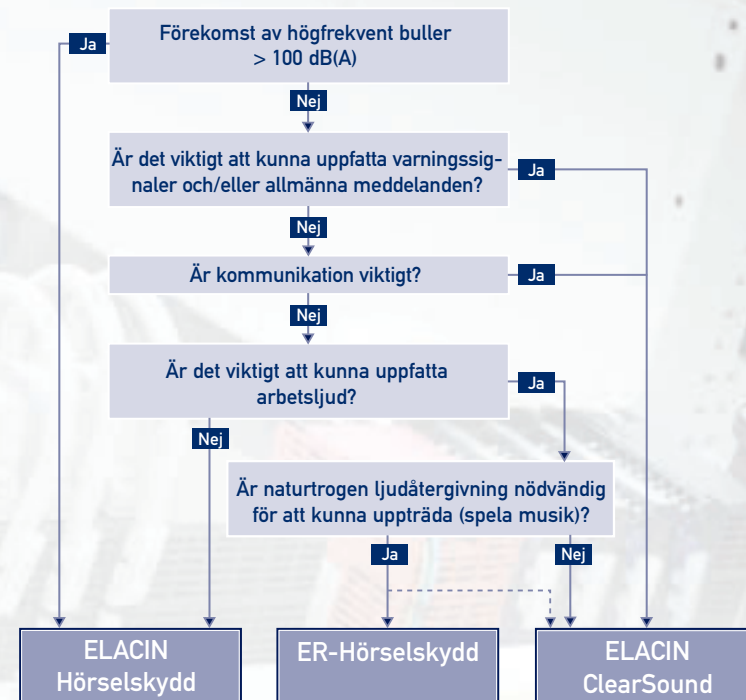 Förekomst av högfrekvent buller
> 100 dB(A)
Ja
Nej
Är det viktigt att kunna uppfatta varningssig-
naler och/eller allmänna meddelanden?
Ja
Nej
Är kommunikation viktigt?
Ja
Nej
Är det viktigt att kunna uppfatta
arbetsljud?
Ja
Nej
Är naturtrogen ljudåtergivning nödvändig
för att kunna uppträda (spela musik)?
Ja
Nej
ELACIN
Hörselskydd
ER-Hörselskydd
ELACIN
ClearSound